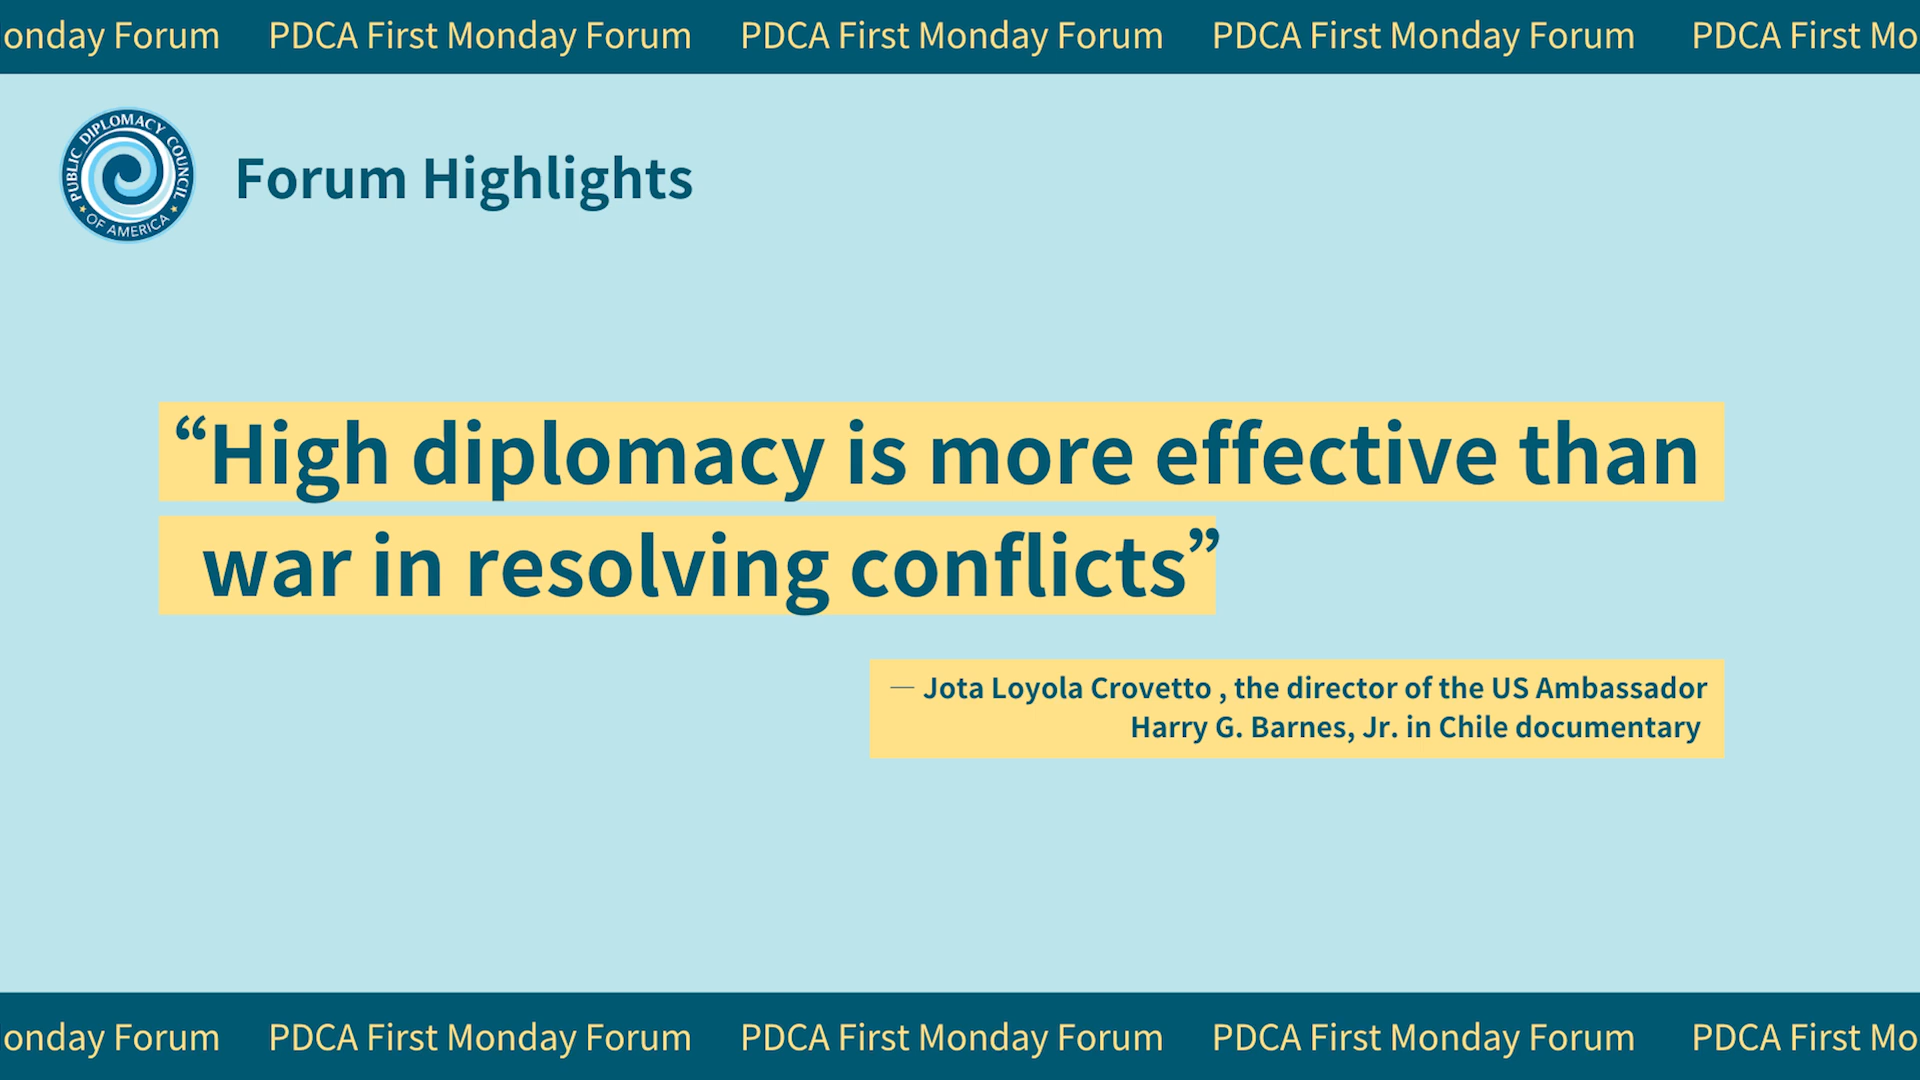 onday Forum PDCA First Monday Forum PDCA First Monday Forum PDCA First Monday Forum PDCA First Mo
PUBLIC DIPLOMACY COUNCIL
OF AMERICA
Forum Highlights
“High diplomacy is more effective than
war in resolving conflicts”
— Jota Loyola Crovetto , the director of the US Ambassador
Harry G. Barnes, Jr. in Chile documentary
onday Forum PDCA First Monday Forum PDCA First Monday Forum PDCA First Monday Forum PDCA First Mo